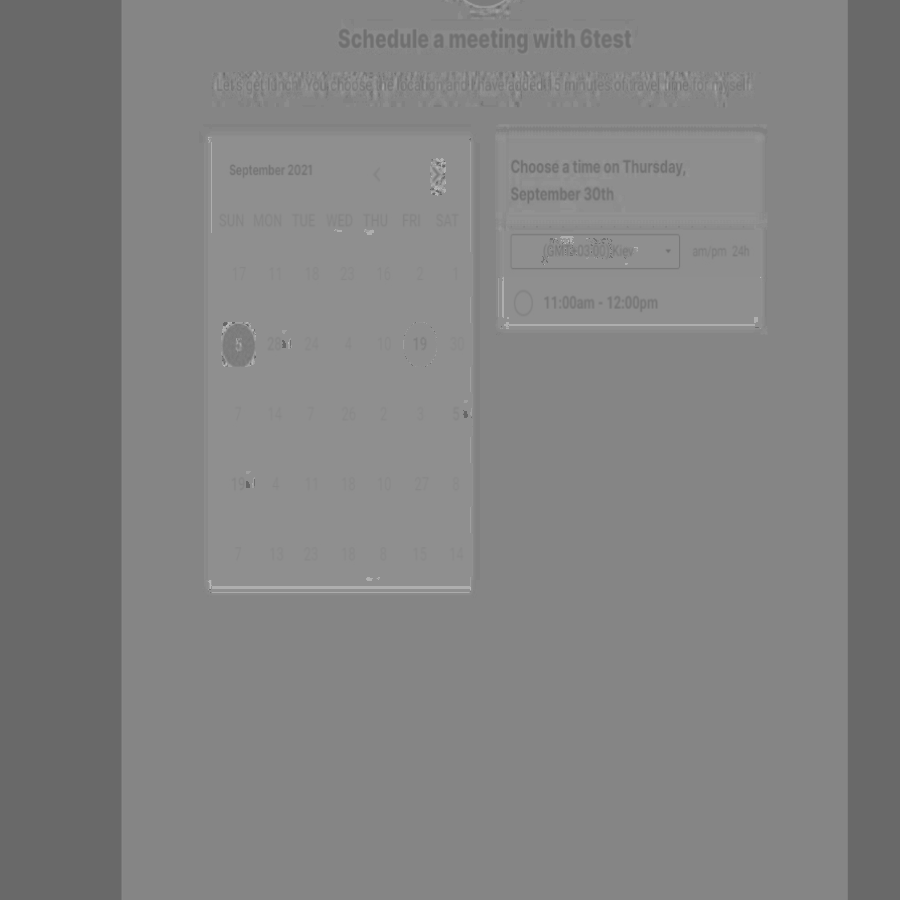 Schedule a meeting with 6test
Let's get lunch! You choose the location and I have added 15 minutes of travel time for myself.
September 2021
SUN MON TUE WED THU FRI SAT
17 11 18 23 16 2 1
5 28 24 4 10 19 30
7 14 7 26 2 3 5
19 4 11 16 10 27 8
7 13 23 19 8 15 14
Choose a time on Thursday,
September 30th
(GMT+03:00) Kiev am/pm 24h
11:00am - 12:00pm